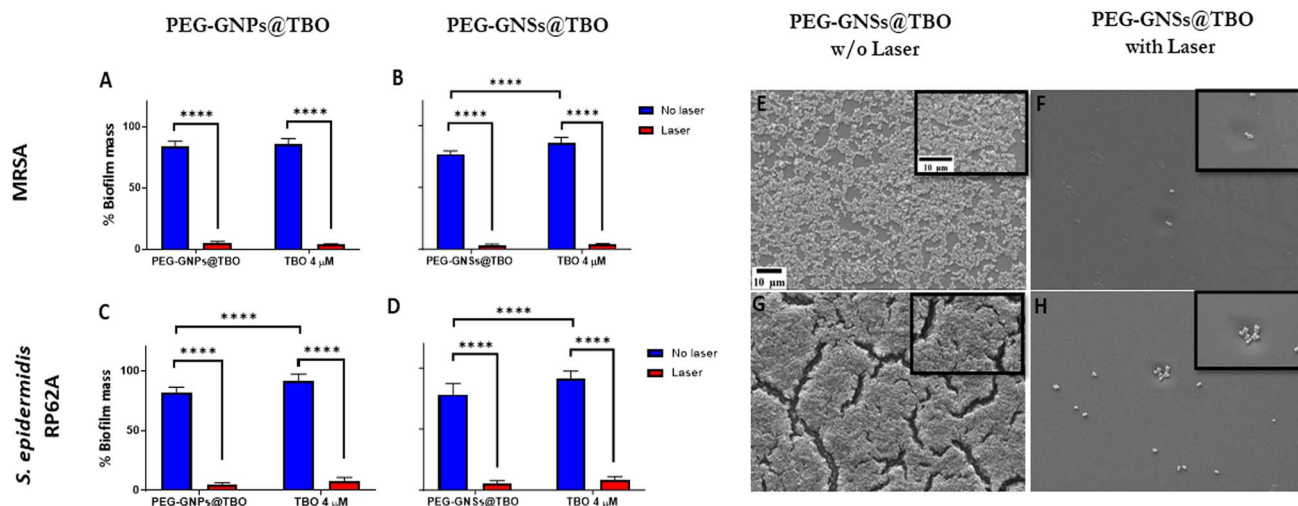 PEG-GNPs@TBO
PEG-GNSs@TBO
PEG-GNSs@TBO
w/o Laser
PEG-GNSs@TBO
with Laser
MRSA
A
****
****
100
50
0
% Biofilm mass
PEG-GNPs@TBO
TBO 4 µM
B
****
****
****
PEG-GNSs@TBO
TBO 4 µM
No laser
Laser
E
10 µm
10 µm
F
S. epidermidis
RP62A
C
****
****
****
100
50
0
% Biofilm mass
PEG-GNPs@TBO
TBO 4 µM
D
****
****
****
PEG-GNSs@TBO
TBO 4 µM
No laser
Laser
G
H